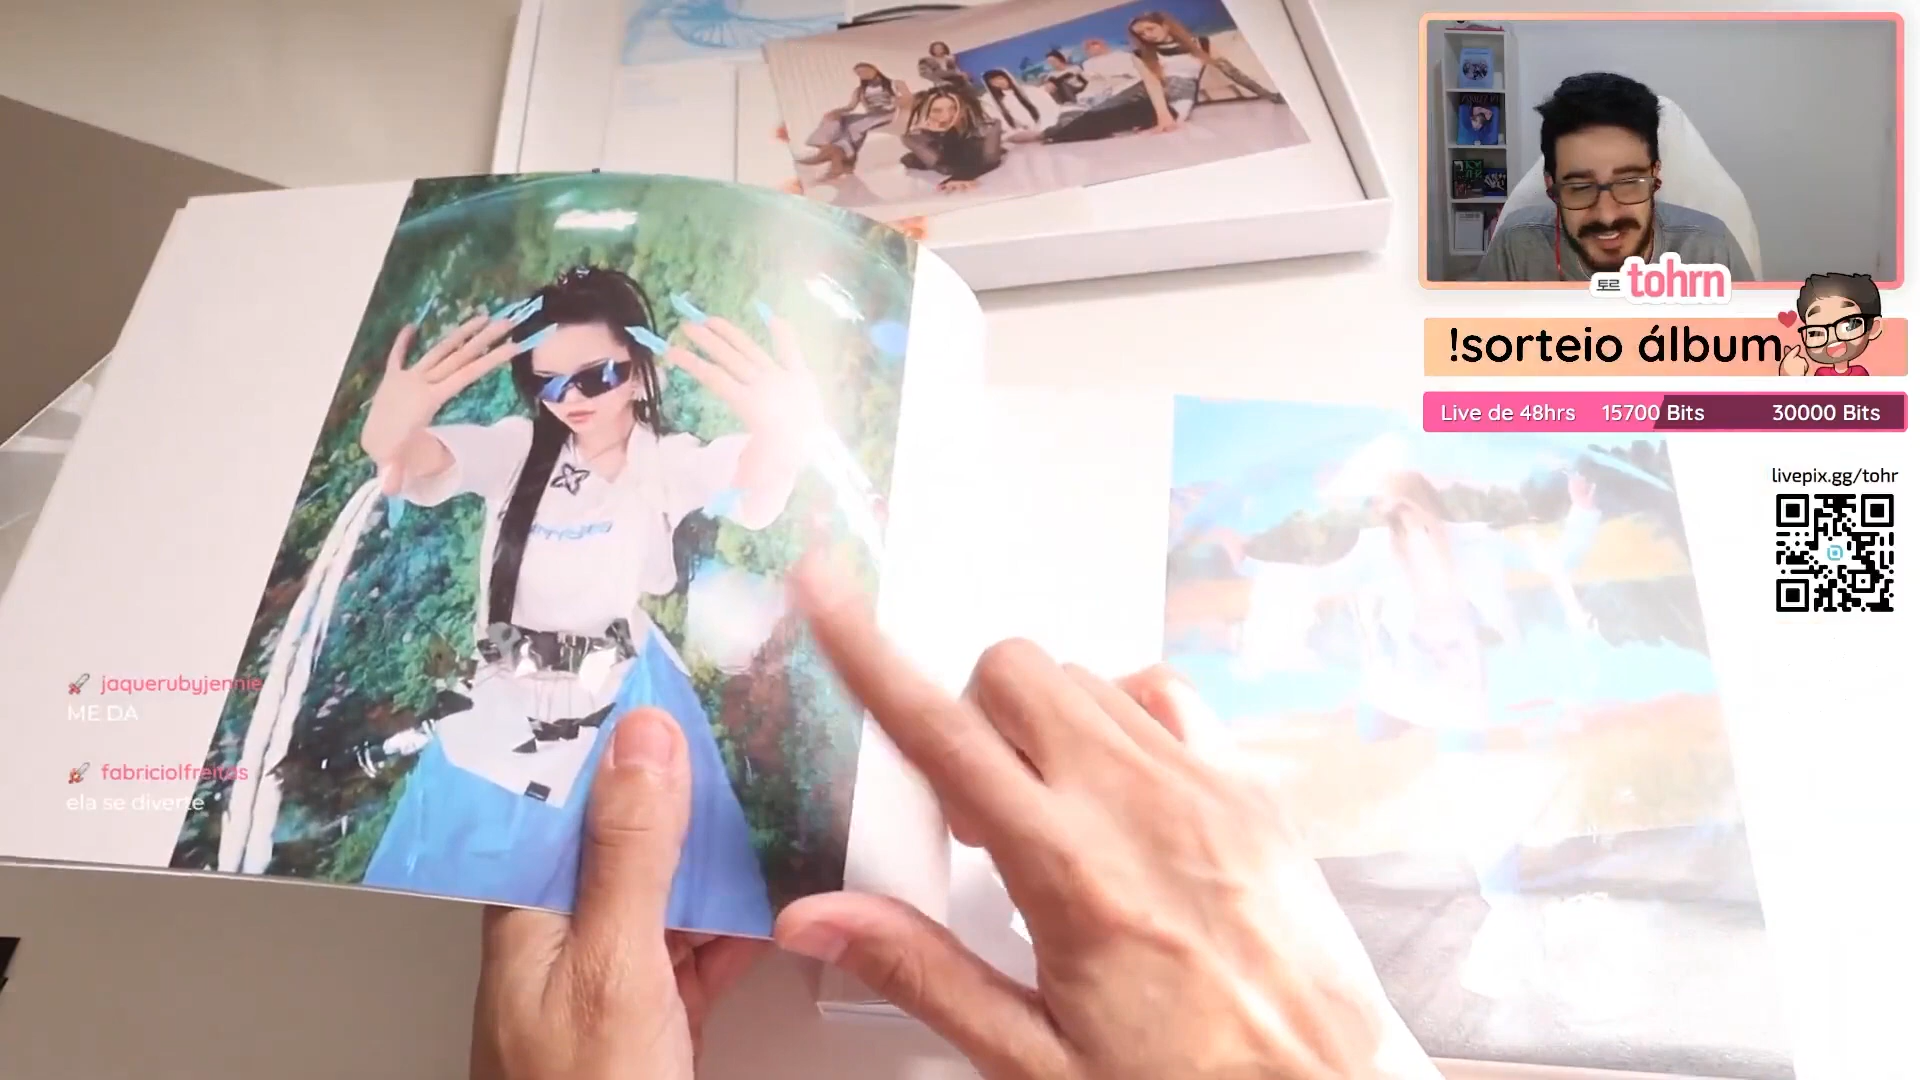 토르 tohrn
!sorteio álbum
Live de 48hrs 15700 Bits 30000 Bits
livepix.gg/tohr
jaquerubyjennie
ME DA
fabriciolfreitas
ela se diverte